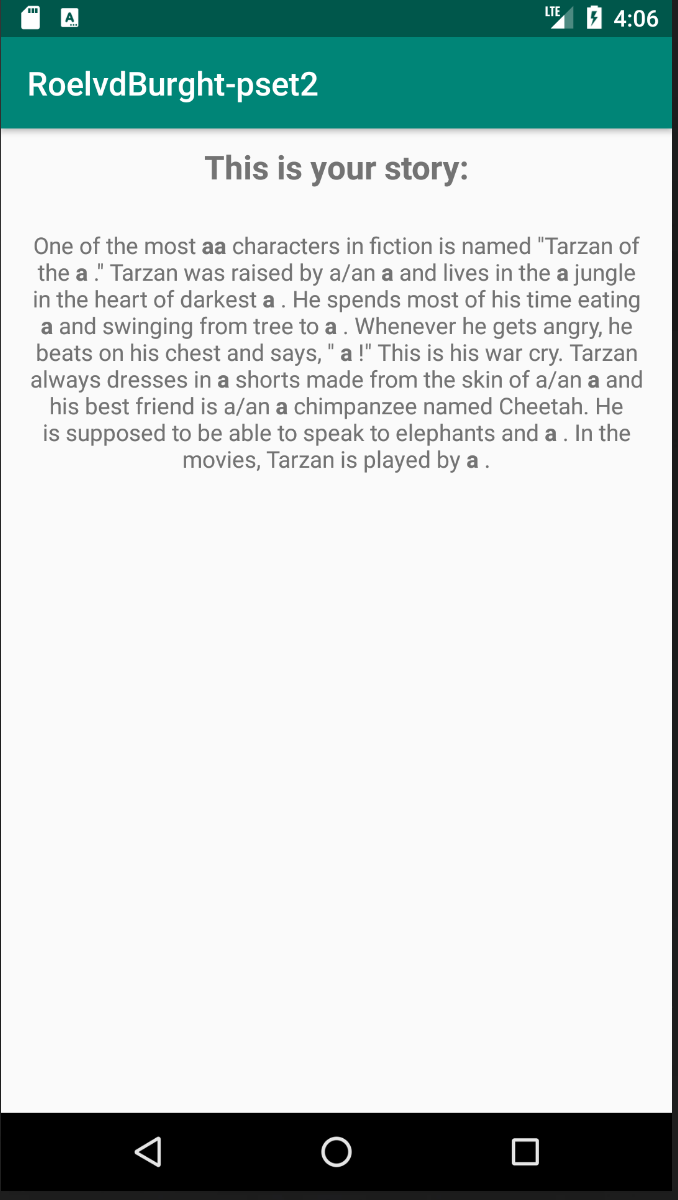 LTE 4:06
RoelvdBurght-pset2
This is your story:
One of the most aa characters in fiction is named "Tarzan of
the a ." Tarzan was raised by a/an a and lives in the a jungle
in the heart of darkest a . He spends most of his time eating
a and swinging from tree to a . Whenever he gets angry, he
beats on his chest and says, " a !" This is his war cry. Tarzan
always dresses in a shorts made from the skin of a/an a and
his best friend is a/an a chimpanzee named Cheetah. He
is supposed to be able to speak to elephants and a . In the
movies, Tarzan is played by a .